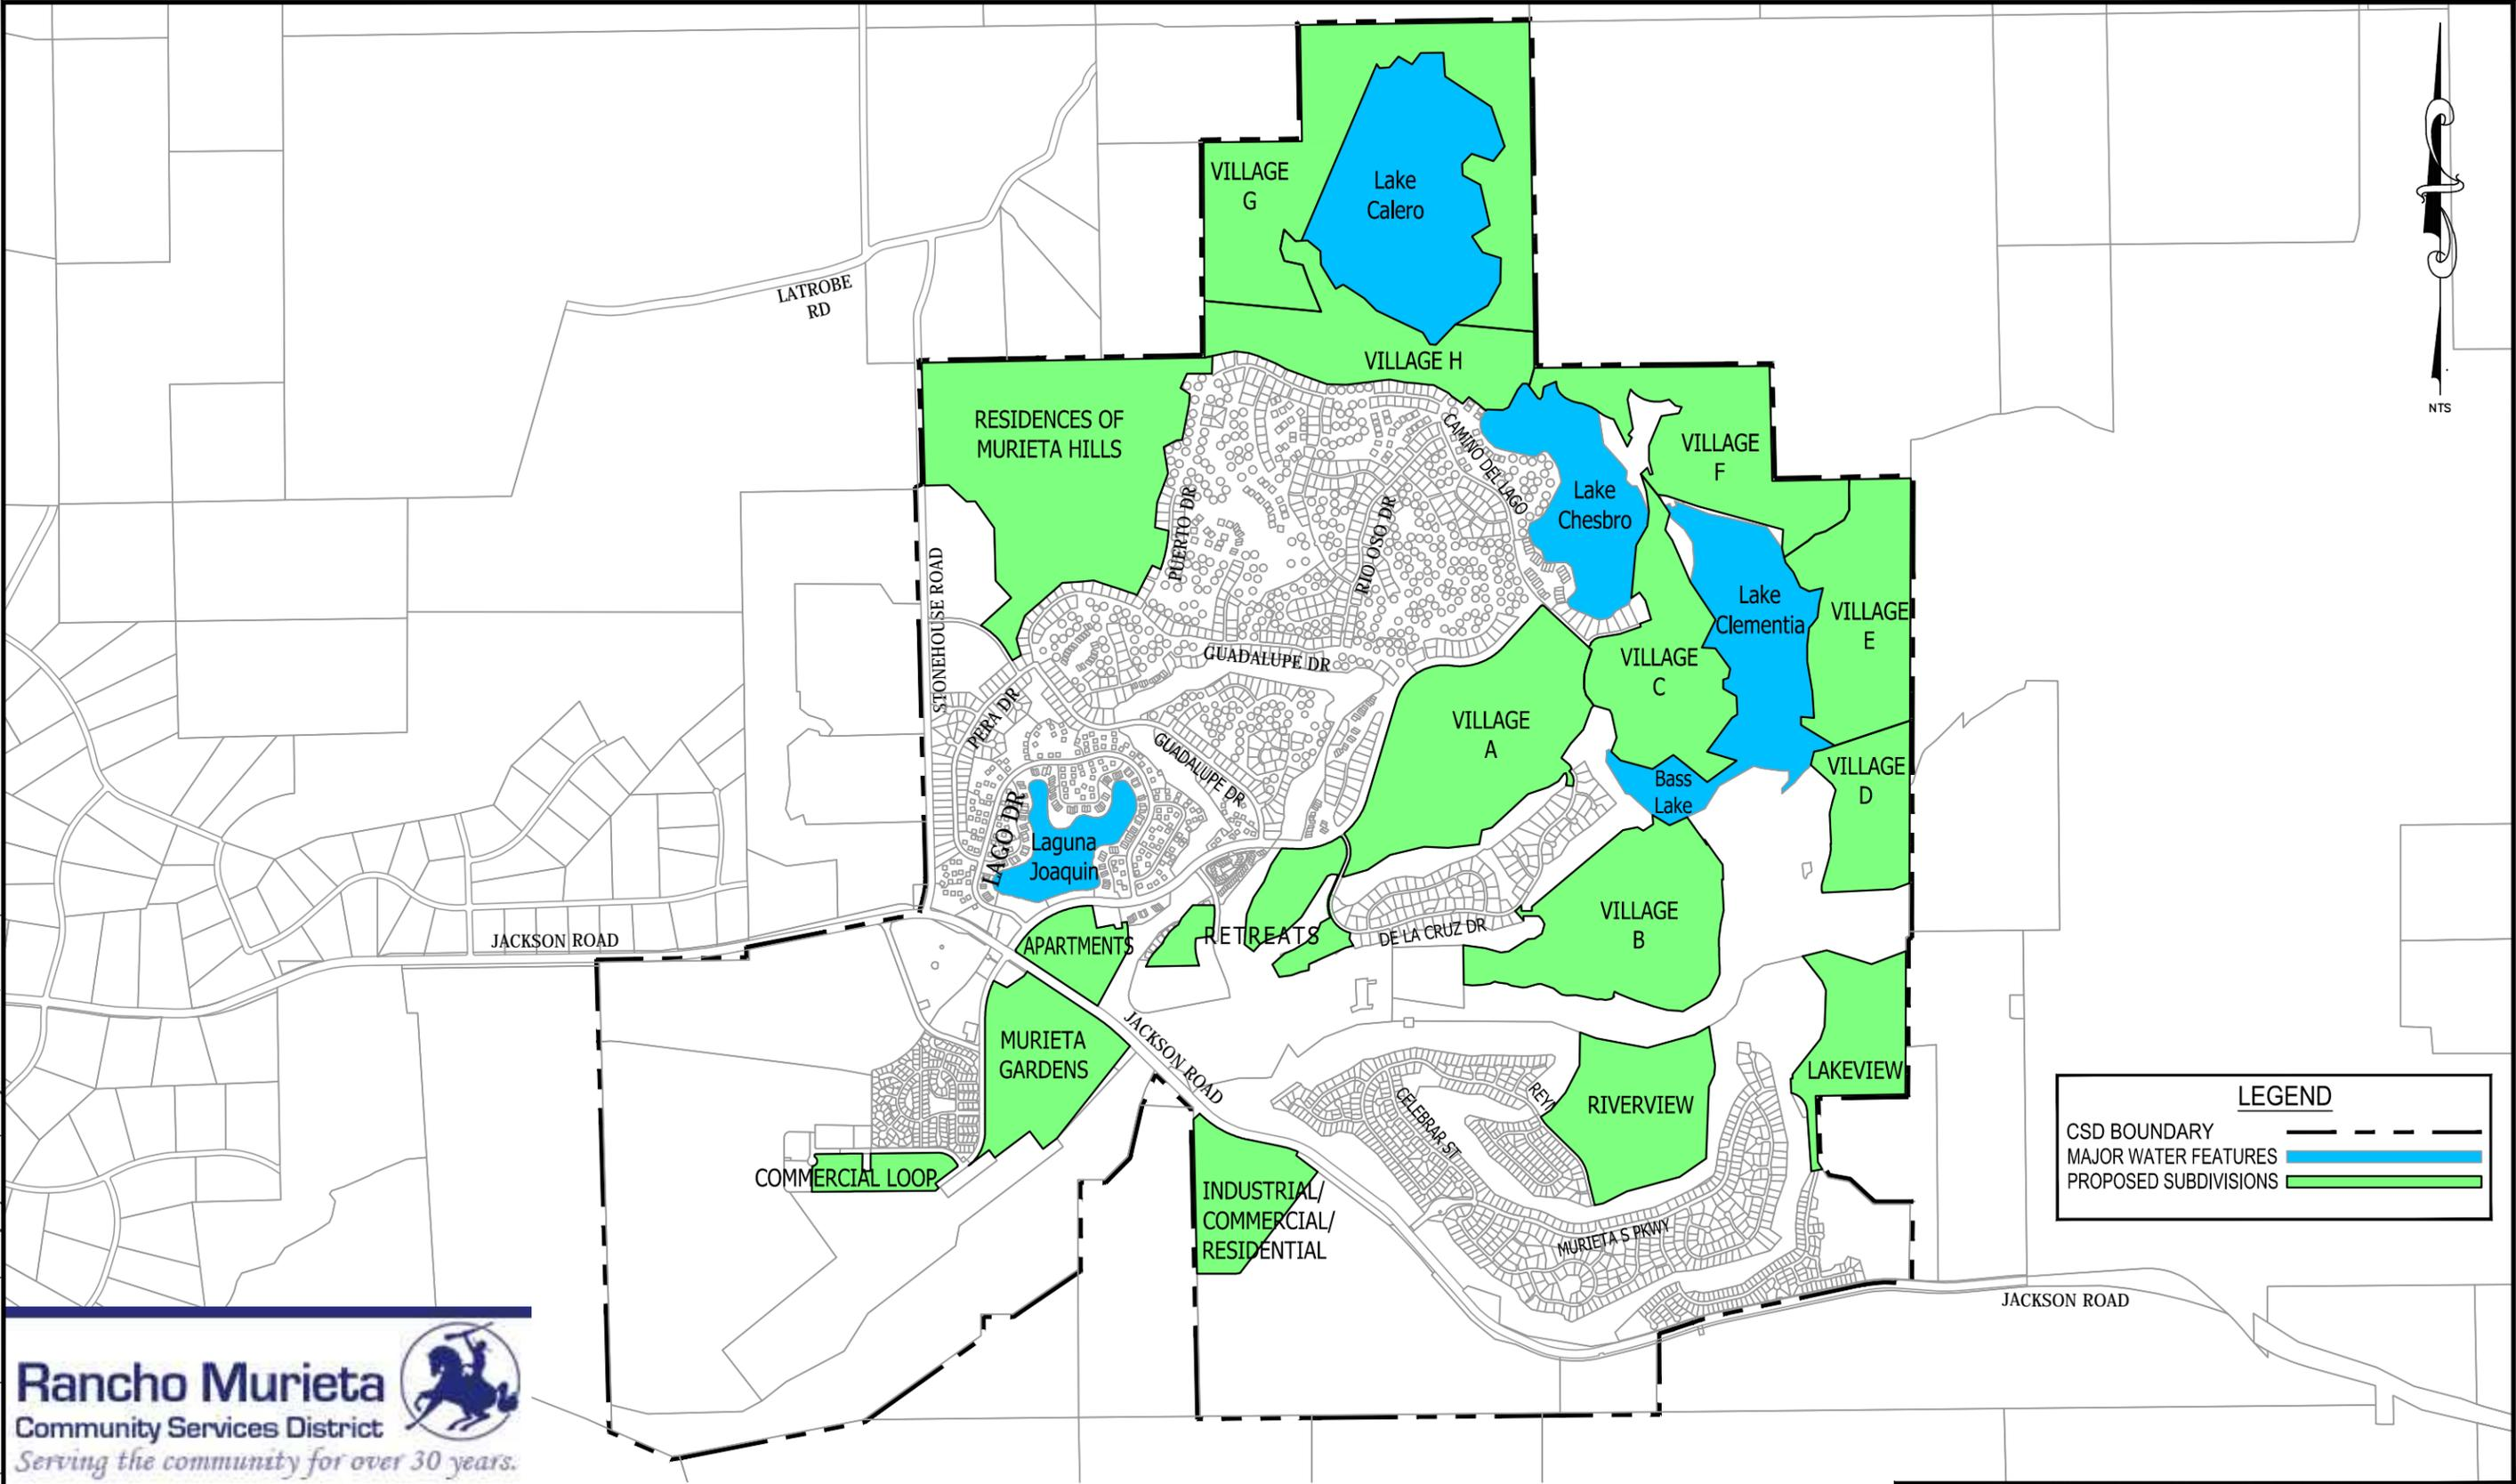 VILLAGE
G
Lake
Calero
LATROBE
RD
VILLAGE H
NTS
RESIDENCES OF
MURIETA HILLS
CAMINO DEL LAGO
VILLAGE
F
PUERTO DR
RIO OSO DR
Lake
Chesbro
STONEHOUSE ROAD
Lake
Clementia
VILLAGE
E
GUADALUPE DR
VILLAGE
C
PERA DR
VILLAGE
A
GUADALUPE DR
VILLAGE
D
Bass
Lake
LAGO DR
Laguna
Joaquin
VILLAGE
B
JACKSON ROAD
APARTMENTS
RETREATS
DE LA CRUZ DR
MURIETA
GARDENS
JACKSON ROAD
LAKEVIEW
CELEBRAR ST
REY
RIVERVIEW
COMMERCIAL LOOP
INDUSTRIAL/
COMMERCIAL/
RESIDENTIAL
MURIETA S PKWY
JACKSON ROAD
LEGEND
CSD BOUNDARY
MAJOR WATER FEATURES
PROPOSED SUBDIVISIONS
Rancho Murieta
Community Services District
Serving the community for over 30 years.